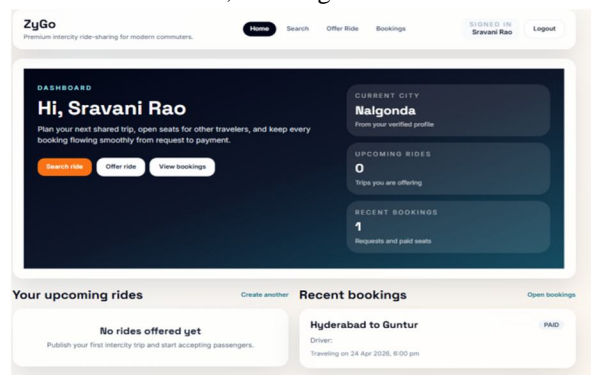 ZyGo
Premium intercity ride-sharing for modern commuters.
Home Search Offer Ride Bookings
SIGNED IN
Sravani Rao
Logout
DASHBOARD
Hi, Sravani Rao
Plan your next shared trip, open seats for other travelers, and keep every
booking flowing smoothly from request to payment.
Search ride Offer ride View bookings
CURRENT CITY
Nalgonda
From your verified profile
UPCOMING RIDES
0
Trips you are offering
RECENT BOOKINGS
1
Requests and paid seats
Your upcoming rides Create another
No rides offered yet
Publish your first intercity trip and start accepting passengers.
Recent bookings Open bookings
Hyderabad to Guntur PAID
Driver:
Traveling on 24 Apr 2026, 6:00 pm